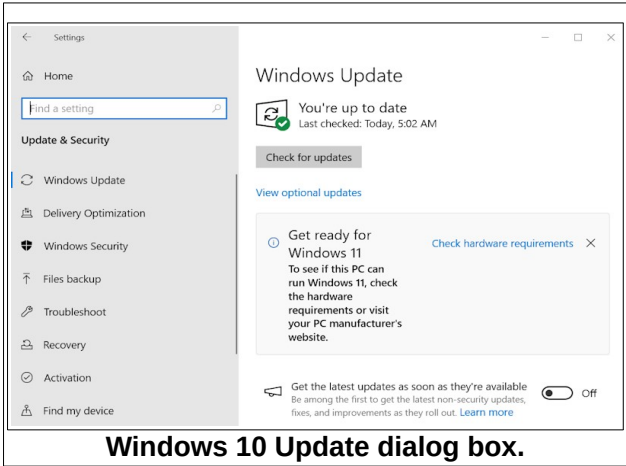 Settings
Home
Find a setting
Update & Security
Windows Update
Delivery Optimization
Windows Security
Files backup
Troubleshoot
Recovery
Activation
Find my device
Windows Update
You're up to date
Last checked: Today, 5:02 AM
Check for updates
View optional updates
Get ready for
Windows 11
To see if this PC can
run Windows 11, check
the hardware
requirements or visit
your PC manufacturer's
website.
Check hardware requirements
Get the latest updates as soon as they're available
Be among the first to get the latest non-security updates,
fixes, and improvements as they roll out. Learn more
Off
Windows 10 Update dialog box.